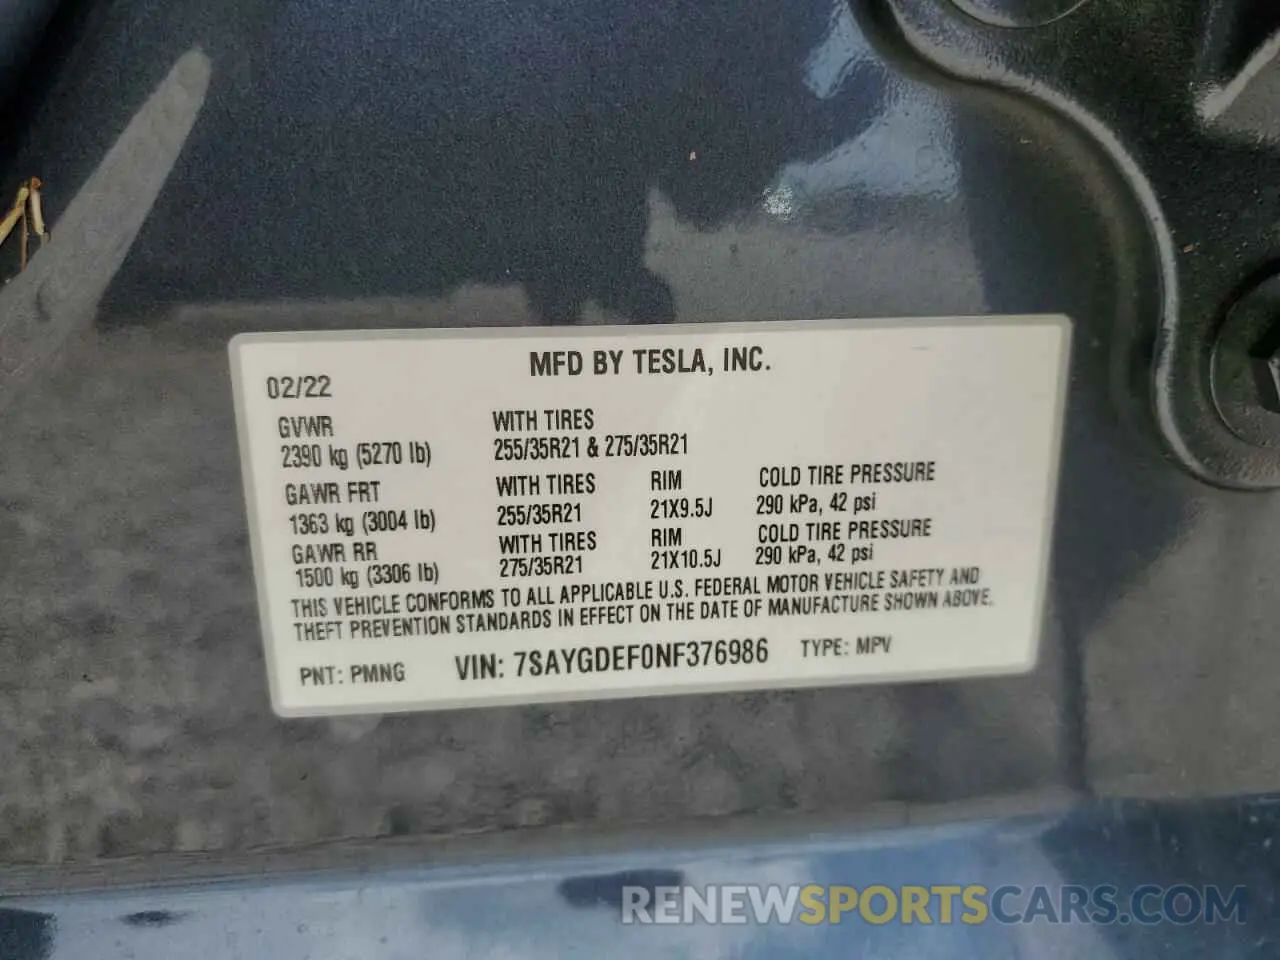 MFD BY TESLA, INC.
02/22
GVWR WITH TIRES
2390 kg (5270 lb) 255/35R21 & 275/35R21
GAWR FRT WITH TIRES RIM COLD TIRE PRESSURE
1363 kg (3004 lb) 255/35R21 21X9.5J 290 kPa, 42 psi
GAWR RR WITH TIRES RIM COLD TIRE PRESSURE
1500 kg (3306 lb) 275/35R21 21X10.5J 290 kPa, 42 psi
THIS VEHICLE CONFORMS TO ALL APPLICABLE U.S. FEDERAL MOTOR VEHICLE SAFETY AND
THEFT PREVENTION STANDARDS IN EFFECT ON THE DATE OF MANUFACTURE SHOWN ABOVE.
PNT: PMNG VIN: 7SAYGDEF0NF376986 TYPE: MPV
RENEWSPORTSCARS.COM